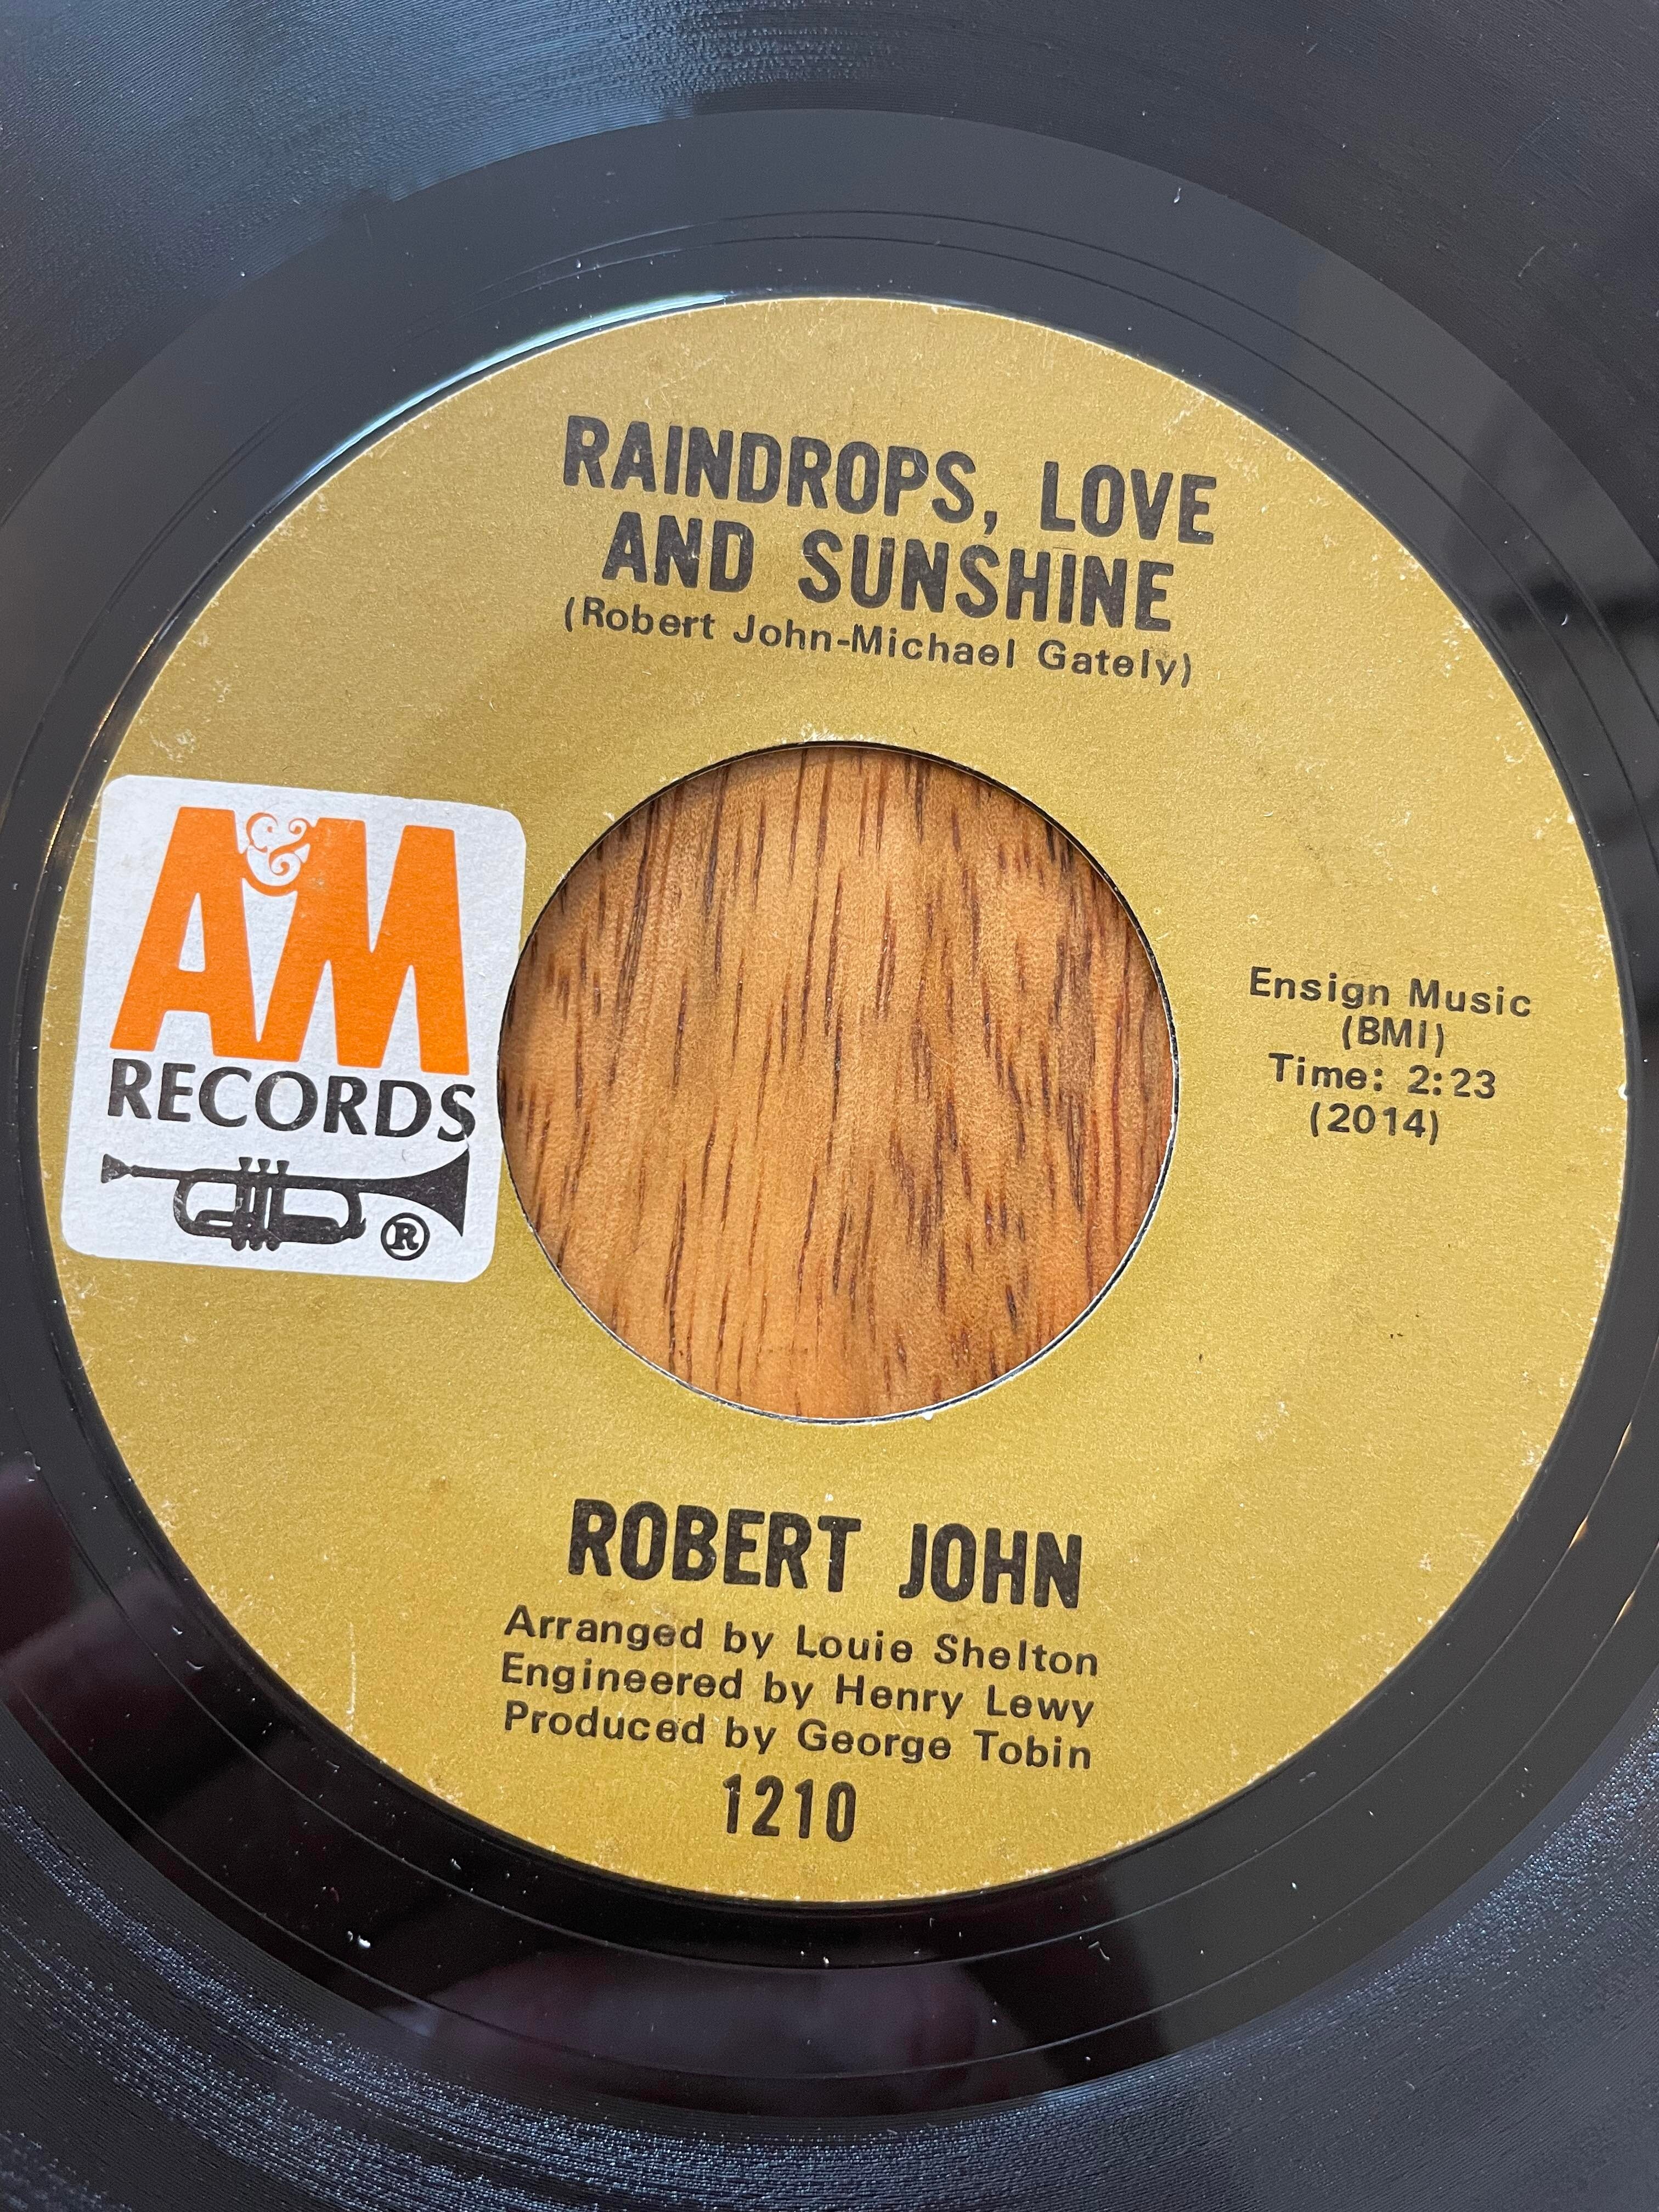 RAINDROPS, LOVE
AND SUNSHINE
(Robert John-Michael Gately)
A&M
RECORDS
®
Ensign Music
(BMI)
Time: 2:23
(2014)
ROBERT JOHN
Arranged by Louie Shelton
Engineered by Henry Lewy
Produced by George Tobin
1210